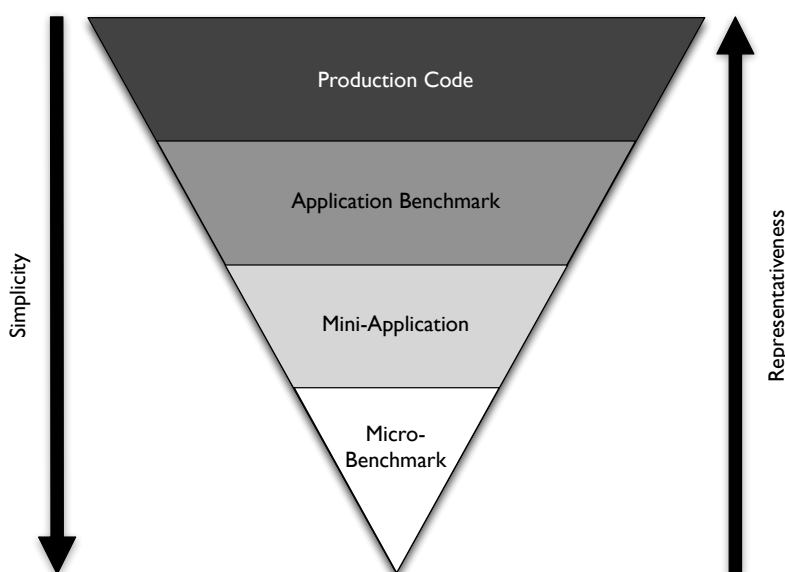 Production Code
Application Benchmark
Mini-Application
Micro-
Benchmark
Simplicity
Representativeness